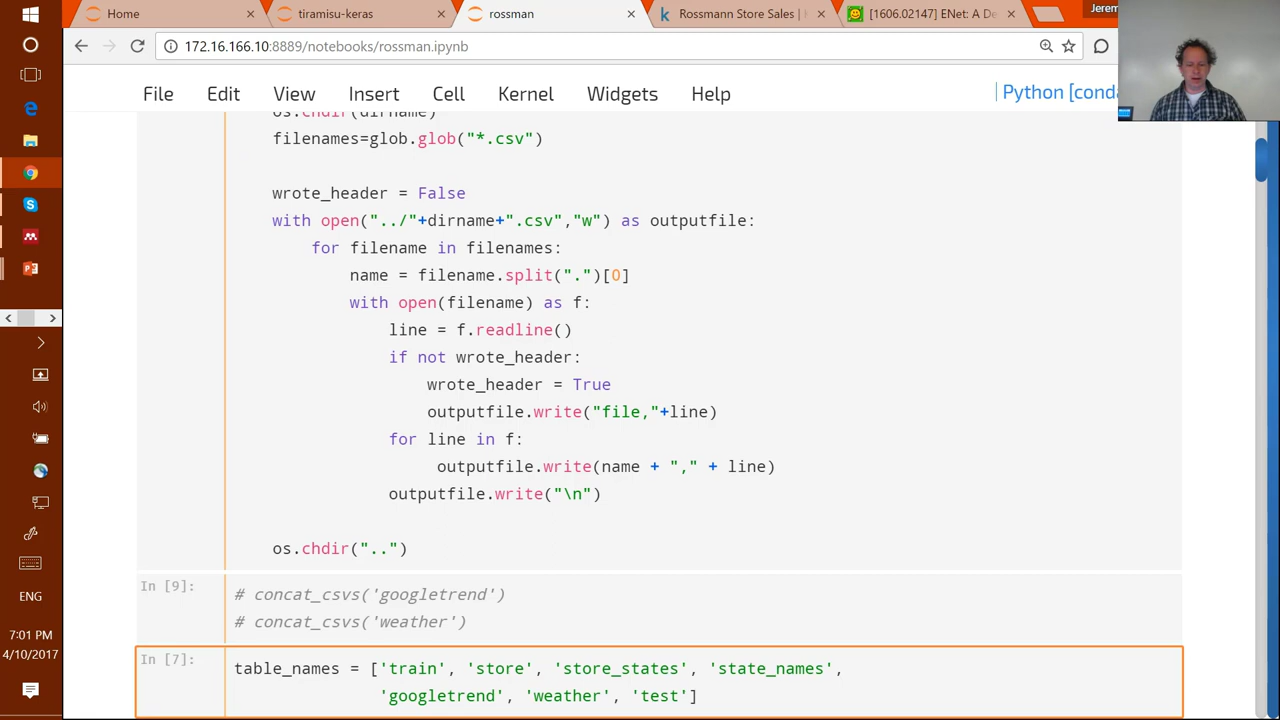 Home
tiramisu-keras
rossman
Rossmann Store Sales |
[1606.02147] ENet: A De
Jerem
172.16.166.10:8889/notebooks/rossman.ipynb
File Edit View Insert Cell Kernel Widgets Help
Python [conda
os.chdir(dirname)
filenames=glob.glob("*.csv")
wrote_header = False
with open("../"+dirname+".csv","w") as outputfile:
for filename in filenames:
name = filename.split(".")[0]
with open(filename) as f:
line = f.readline()
if not wrote_header:
wrote_header = True
outputfile.write("file,"+line)
for line in f:
outputfile.write(name + "," + line)
outputfile.write("\n")
os.chdir("..")
In [9]:
# concat_csvs('googletrend')
# concat_csvs('weather')
In [7]:
table_names = ['train', 'store', 'store_states', 'state_names',
'googletrend', 'weather', 'test']
ENG
7:01 PM
4/10/2017